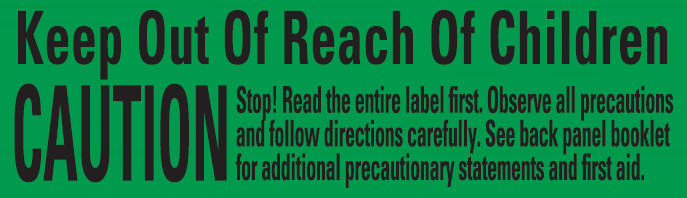 Keep Out Of Reach Of Children
CAUTION
Stop! Read the entire label first. Observe all precautions
and follow directions carefully. See back panel booklet
for additional precautionary statements and first aid.